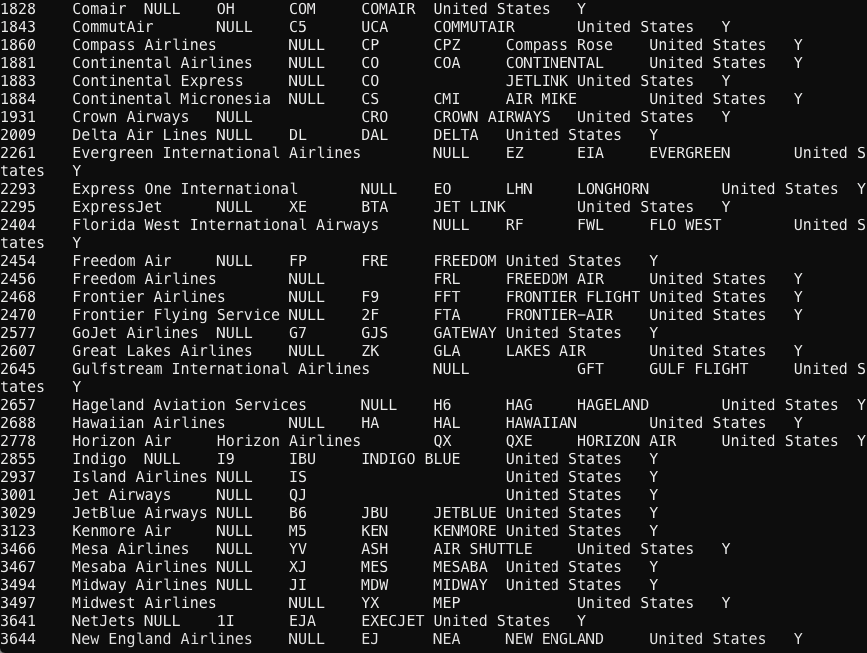 1828    Comair  NULL    OH      COM     COMAIR  United States   Y
1843    CommutAir       NULL    C5      UCA     COMMUTAIR       United States   Y
1860    Compass Airlines        NULL    CP      CPZ     Compass Rose    United States   Y
1881    Continental Airlines    NULL    CO      COA     CONTINENTAL     United States   Y
1883    Continental Express     NULL    CO              JETLINK United States   Y
1884    Continental Micronesia  NULL    CS      CMI     AIR MIKE        United States   Y
1931    Crown Airways   NULL            CRO     CROWN AIRWAYS   United States   Y
2009    Delta Air Lines NULL    DL      DAL     DELTA   United States   Y
2261    Evergreen International Airlines        NULL    EZ      EIA     EVERGREEN       United S
tates   Y
2293    Express One International       NULL    EO      LHN     LONGHORN        United States   Y
2295    ExpressJet      NULL    XE      BTA     JET LINK        United States   Y
2404    Florida West International Airways      NULL    RF      FWL     FLO WEST        United S
tates   Y
2454    Freedom Air     NULL    FP      FRE     FREEDOM United States   Y
2456    Freedom Airlines        NULL            FRL     FREEDOM AIR     United States   Y
2468    Frontier Airlines       NULL    F9      FFT     FRONTIER FLIGHT United States   Y
2470    Frontier Flying Service NULL    2F      FTA     FRONTIER-AIR    United States   Y
2577    GoJet Airlines  NULL    G7      GJS     GATEWAY United States   Y
2607    Great Lakes Airlines    NULL    ZK      GLA     LAKES AIR       United States   Y
2645    Gulfstream International Airlines       NULL            GFT     GULF FLIGHT     United S
tates   Y
2657    Hageland Aviation Services      NULL    H6      HAG     HAGELAND        United States   Y
2688    Hawaiian Airlines       NULL    HA      HAL     HAWAIIAN        United States   Y
2778    Horizon Air     Horizon Airlines        QX      QXE     HORIZON AIR     United States   Y
2855    Indigo  NULL    I9      IBU     INDIGO BLUE     United States   Y
2937    Island Airlines NULL    IS                      United States   Y
3001    Jet Airways     NULL    QJ                      United States   Y
3029    JetBlue Airways NULL    B6      JBU     JETBLUE United States   Y
3123    Kenmore Air     NULL    M5      KEN     KENMORE United States   Y
3466    Mesa Airlines   NULL    YV      ASH     AIR SHUTTLE     United States   Y
3467    Mesaba Airlines NULL    XJ      MES     MESABA  United States   Y
3494    Midway Airlines NULL    JI      MDW     MIDWAY  United States   Y
3497    Midwest Airlines        NULL    YX      MEP             United States   Y
3641    NetJets NULL    1I      EJA     EXECJET United States   Y
3644    New England Airlines    NULL    EJ      NEA     NEW ENGLAND     United States   Y